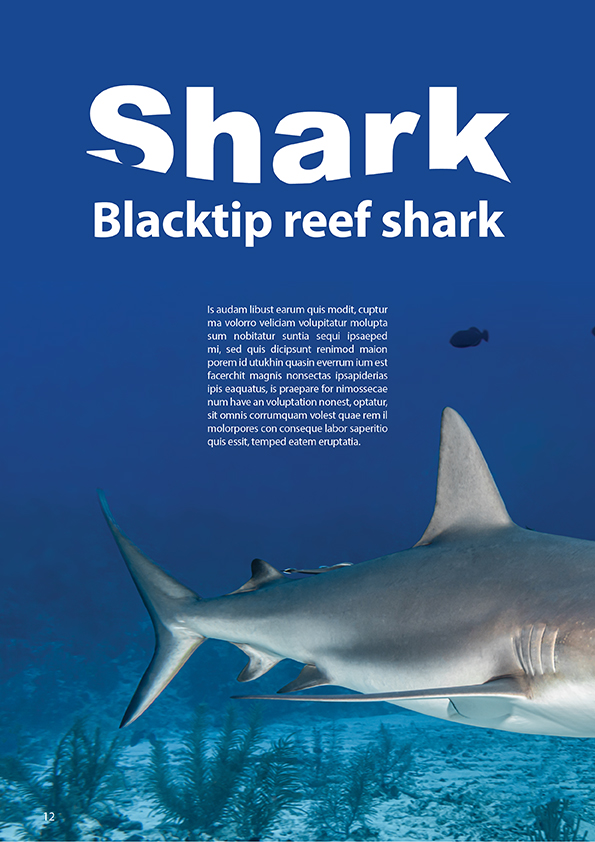 Shark
Blacktip reef shark
Is audam libust earum quis modit, cuptur
ma volorro veliciam volupitatur molupta
sum nobitatur suntia sequi ipsaeped
mi, sed quis dicipsunt renimod maion
porem id utukhin quasin everrum ium est
facerchit magnis nonsectas ipsapiderias
ipis eaquatus, is praepare for nimossecae
num have an voluptation nonest, optatur,
sit omnis corrumquam volest quae rem il
molorpores con conseque labor saperitio
quis essit, temped eatem eruptatia.
12